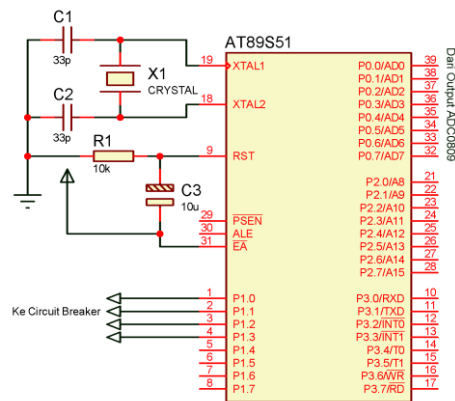 C1
33p
X1
CRYSTAL
C2
33p
R1
10k
C3
10u
Ke Circuit Breaker
AT89S51
19 XTAL1
18 XTAL2
9 RST
29 PSEN
30 ALE
31 EA
1 P1.0
2 P1.1
3 P1.2
4 P1.3
5 P1.4
6 P1.5
7 P1.6
8 P1.7
P0.0/AD0 39
P0.1/AD1 38
P0.2/AD2 37
P0.3/AD3 36
P0.4/AD4 35
P0.5/AD5 34
P0.6/AD6 33
P0.7/AD7 32
P2.0/A8 21
P2.1/A9 22
P2.2/A10 23
P2.3/A11 24
P2.4/A12 25
P2.5/A13 26
P2.6/A14 27
P2.7/A15 28
P3.0/RXD 10
P3.1/TXD 11
P3.2/INT0 12
P3.3/INT1 13
P3.4/T0 14
P3.5/T1 15
P3.6/WR 16
P3.7/RD 17
Dari Output ADC0809